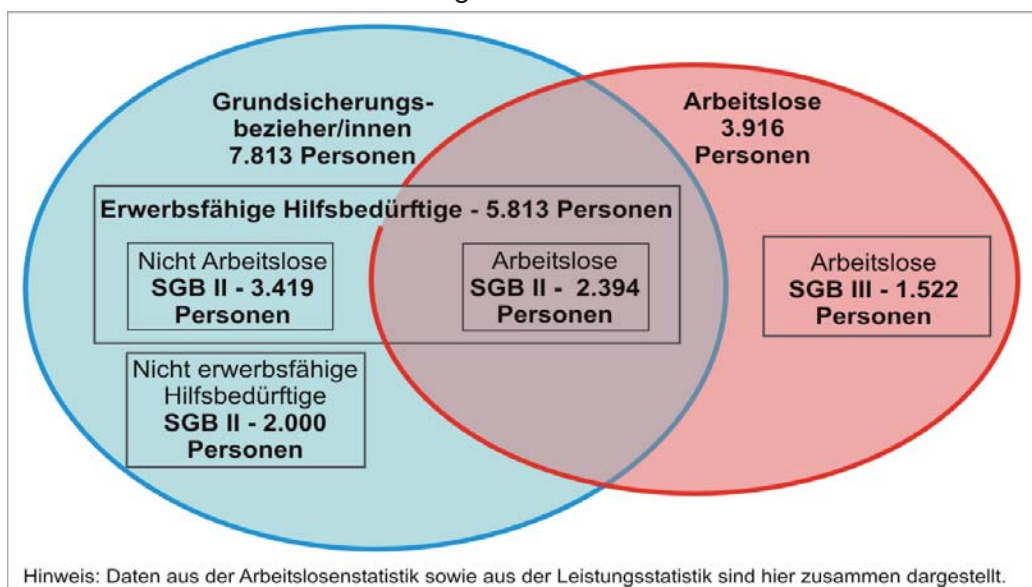 Grundsicherungs-
bezieher/innen
7.813 Personen
Arbeitslose
3.916
Personen
Erwerbsfähige Hilfsbedürftige - 5.813 Personen
Nicht Arbeitslose
SGB II - 3.419
Personen
Arbeitslose
SGB II - 2.394
Personen
Arbeitslose
SGB III - 1.522
Personen
Nicht erwerbsfähige
Hilfsbedürftige
SGB II - 2.000
Personen
Hinweis: Daten aus der Arbeitslosenstatistik sowie aus der Leistungsstatistik sind hier zusammen dargestellt.